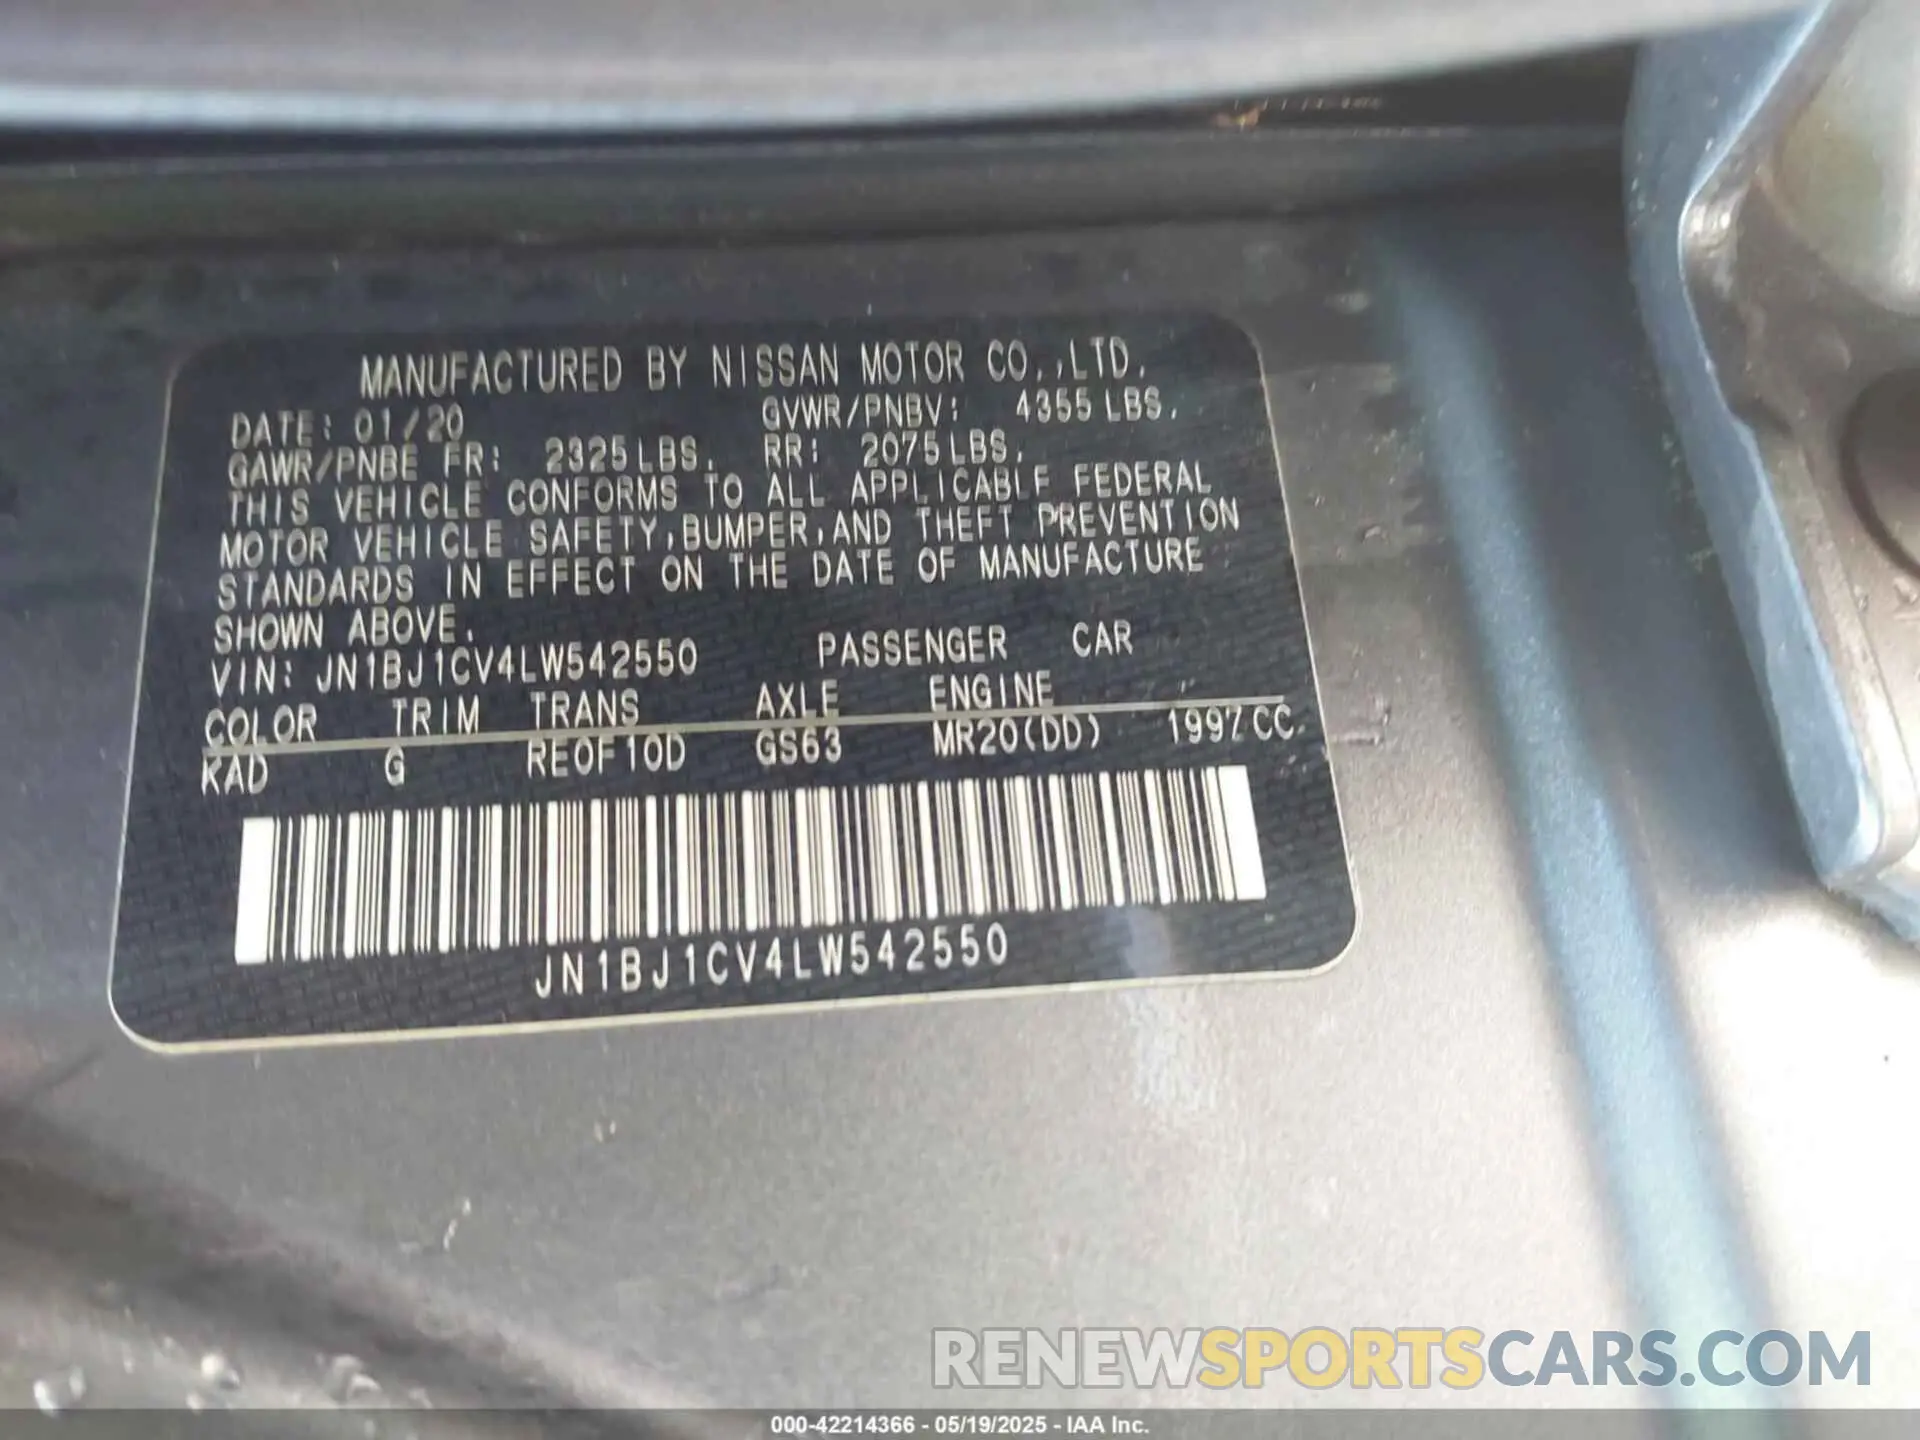 MANUFACTURED BY NISSAN MOTOR CO.,LTD.
DATE: 01/20 GVWR/PNBV: 4355 LBS.
GAWR/PNBE FR: 2325 LBS. RR: 2075 LBS.
THIS VEHICLE CONFORMS TO ALL APPLICABLE FEDERAL
MOTOR VEHICLE SAFETY,BUMPER,AND THEFT PREVENTION
STANDARDS IN EFFECT ON THE DATE OF MANUFACTURE
SHOWN ABOVE.
VIN: JN1BJ1CV4LW542550 PASSENGER CAR
COLOR TRIM TRANS AXLE ENGINE
KAD G RE0F10D GS63 MR20(DD) 1997CC.
JN1BJ1CV4LW542550
RENEWSPORTSCARS.COM
000-42214366 - 05/19/2025 - IAA Inc.